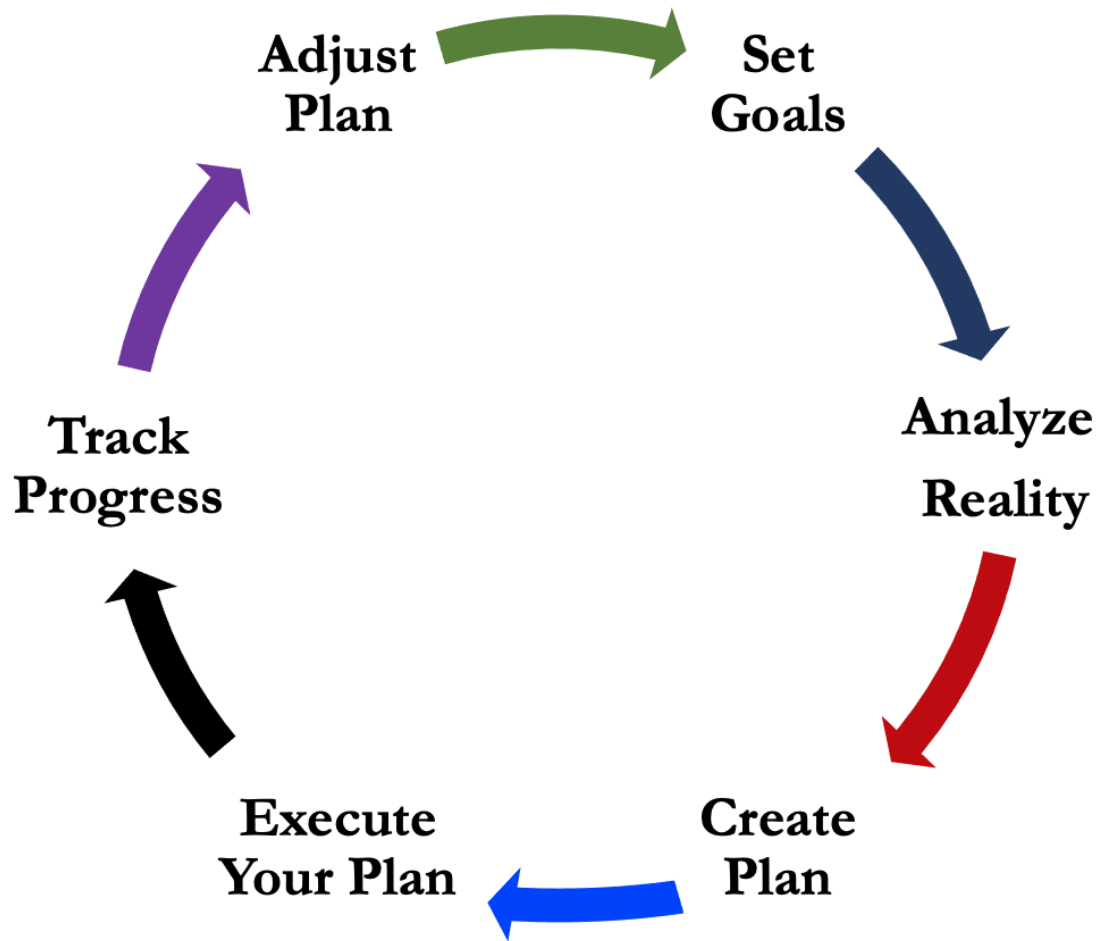 Adjust
Plan
Set
Goals
Analyze
Reality
Create
Plan
Execute
Your Plan
Track
Progress